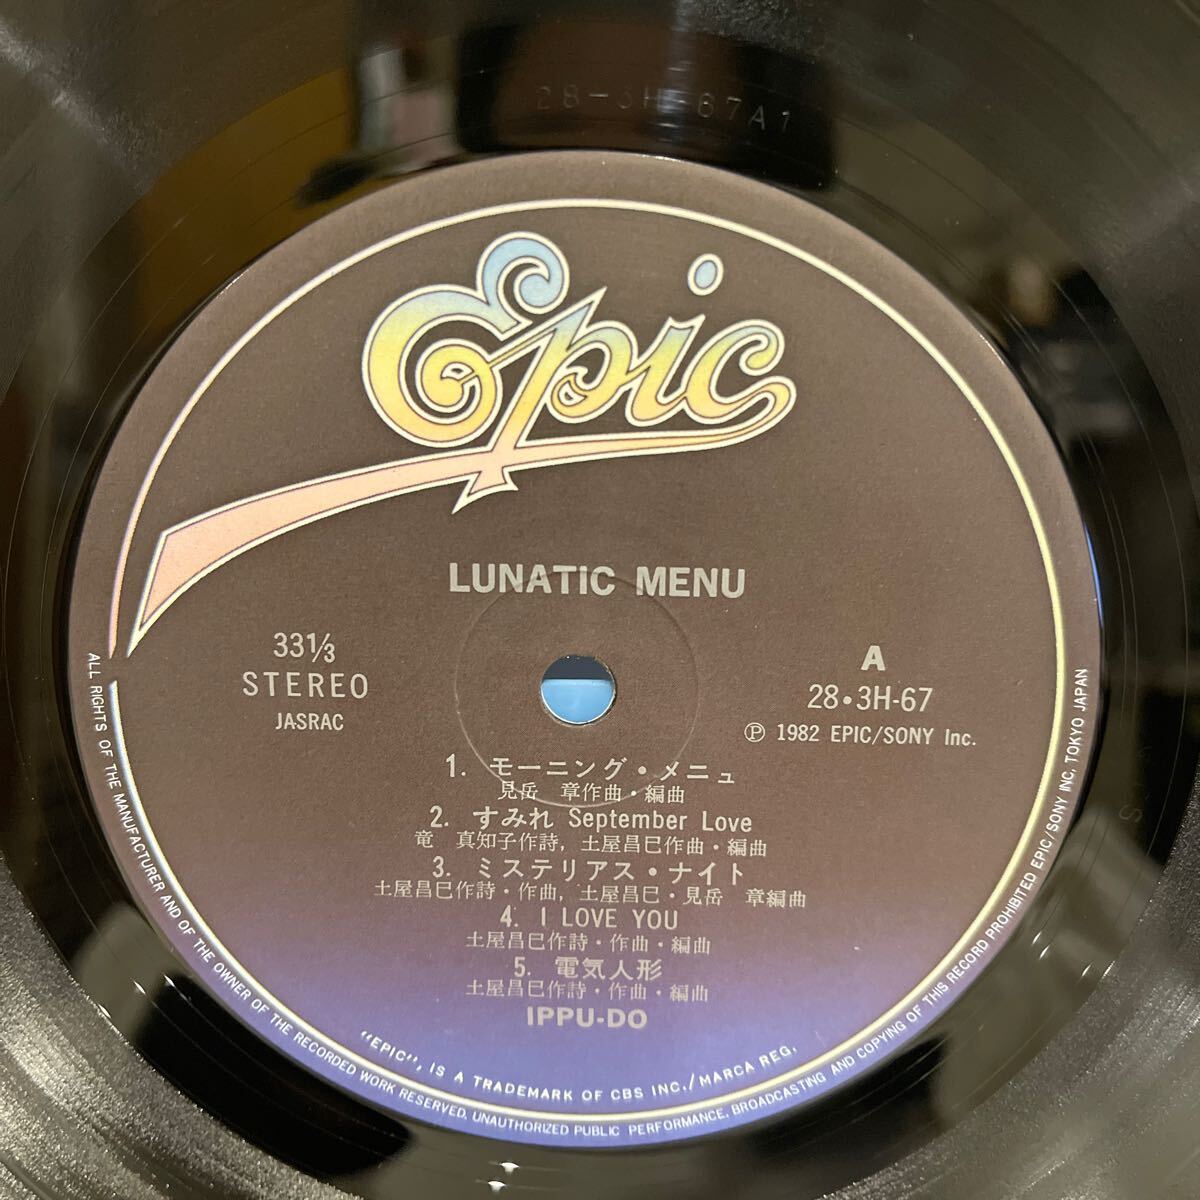 28-3H-67A1
Epic
LUNATIC MENU
33⅓
STEREO
JASRAC
A
28・3H-67
Ⓟ 1982 EPIC/SONY Inc.
1. モーニング・メニュ
見岳 章作曲・編曲
2. すみれ September Love
竜 真知子作詩, 土屋昌巳作曲・編曲
3. ミステリアス・ナイト
土屋昌巳作詩・作曲, 土屋昌巳・見岳 章編曲
4. I LOVE YOU
土屋昌巳作詩・作曲・編曲
5. 電気人形
土屋昌巳作詩・作曲・編曲
IPPU-DO
"EPIC", IS A TRADEMARK OF CBS INC./MARCA REG.
ALL RIGHTS OF THE MANUFACTURER AND OF THE OWNER OF THE RECORDED WORK RESERVED. UNAUTHORIZED PUBLIC PERFORMANCE, BROADCASTING AND COPYING OF THIS RECORD PROHIBITED EPIC/SONY INC, TOKYO JAPAN